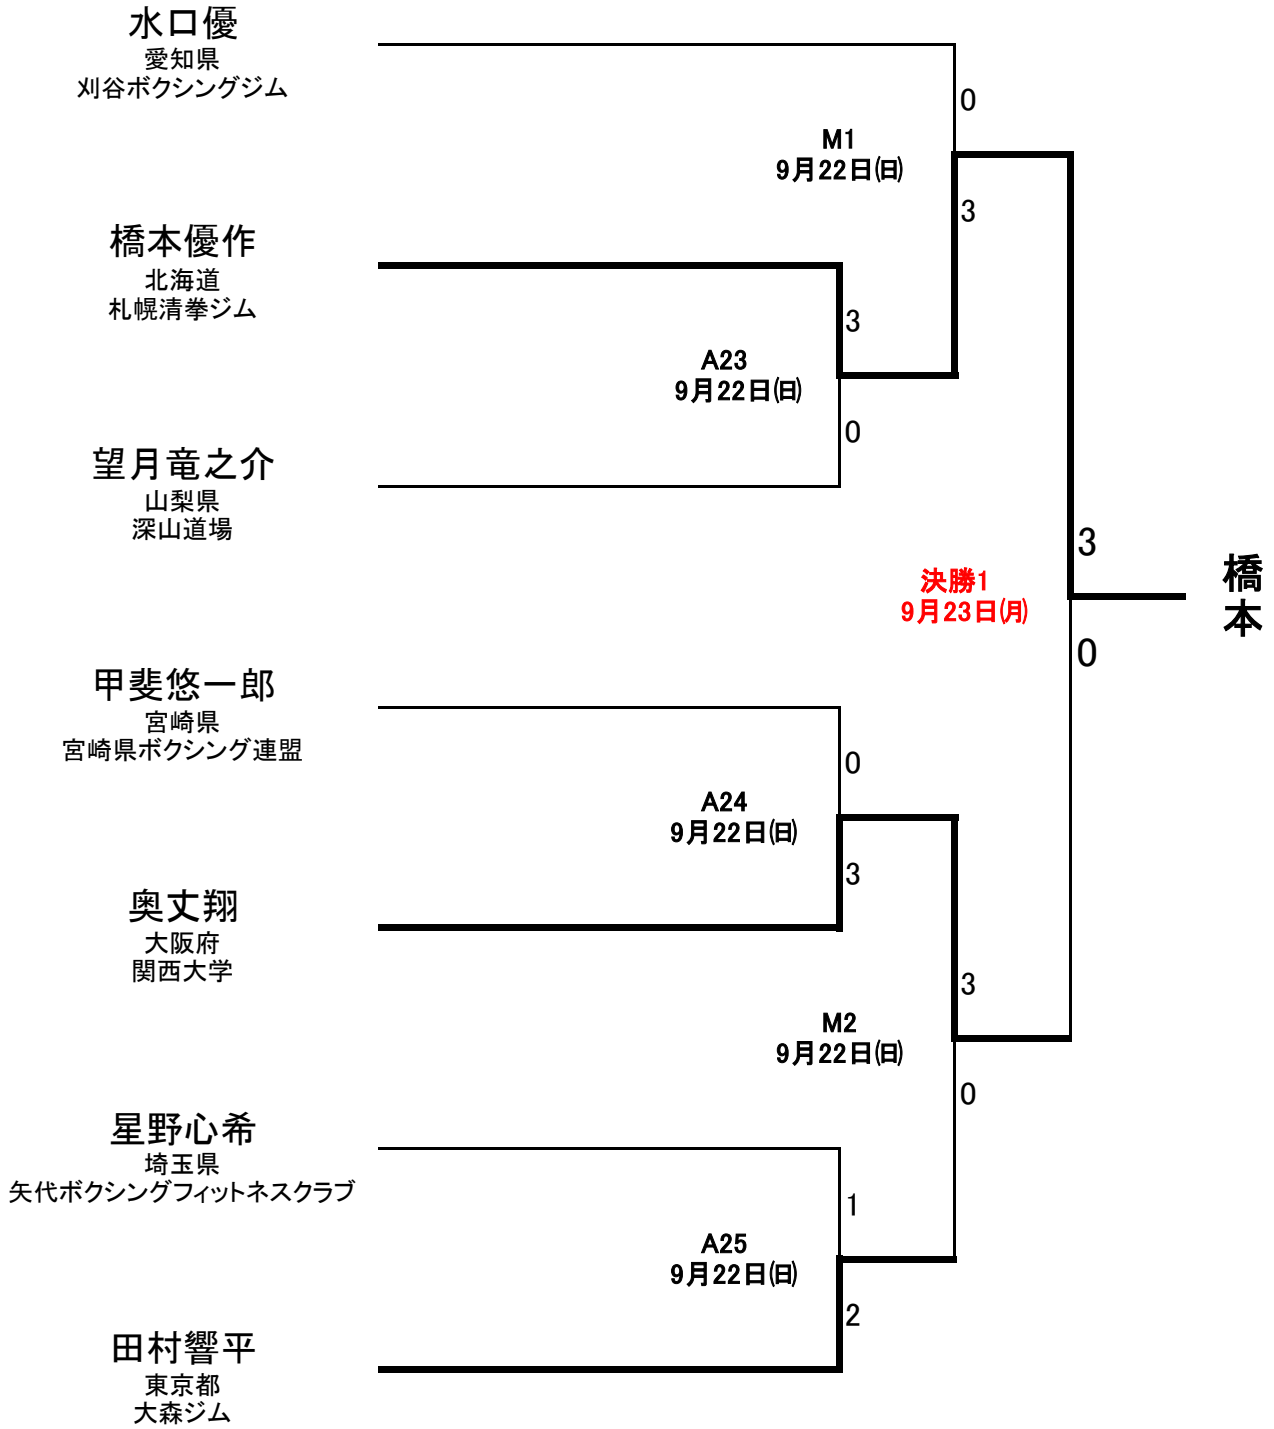 水口優
愛知県
刈谷ボクシングジム
0
M1
9月22日(日)
3
橋本優作
北海道
札幌清拳ジム
3
A23
9月22日(日)
0
望月竜之介
山梨県
深山道場
3
決勝1
9月23日(月)
橋本
0
甲斐悠一郎
宮崎県
宮崎県ボクシング連盟
0
A24
9月22日(日)
3
奥丈翔
大阪府
関西大学
3
M2
9月22日(日)
0
星野心希
埼玉県
矢代ボクシングフィットネスクラブ
1
A25
9月22日(日)
2
田村響平
東京都
大森ジム